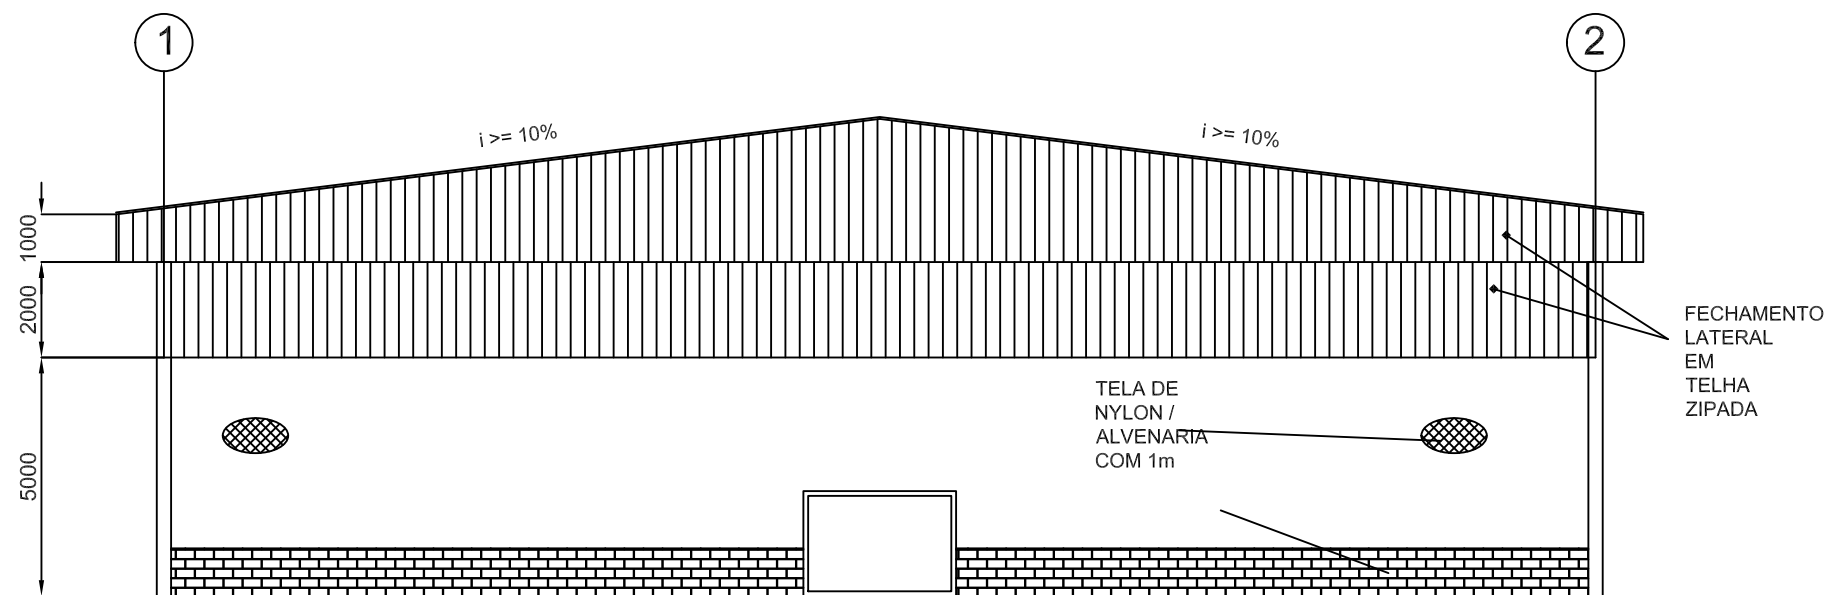 1
2
i >= 10%
i >= 10%
1000
2000
5000
FECHAMENTO
LATERAL
EM
TELHA
ZIPADA
TELA DE
NYLON /
ALVENARIA
COM 1m